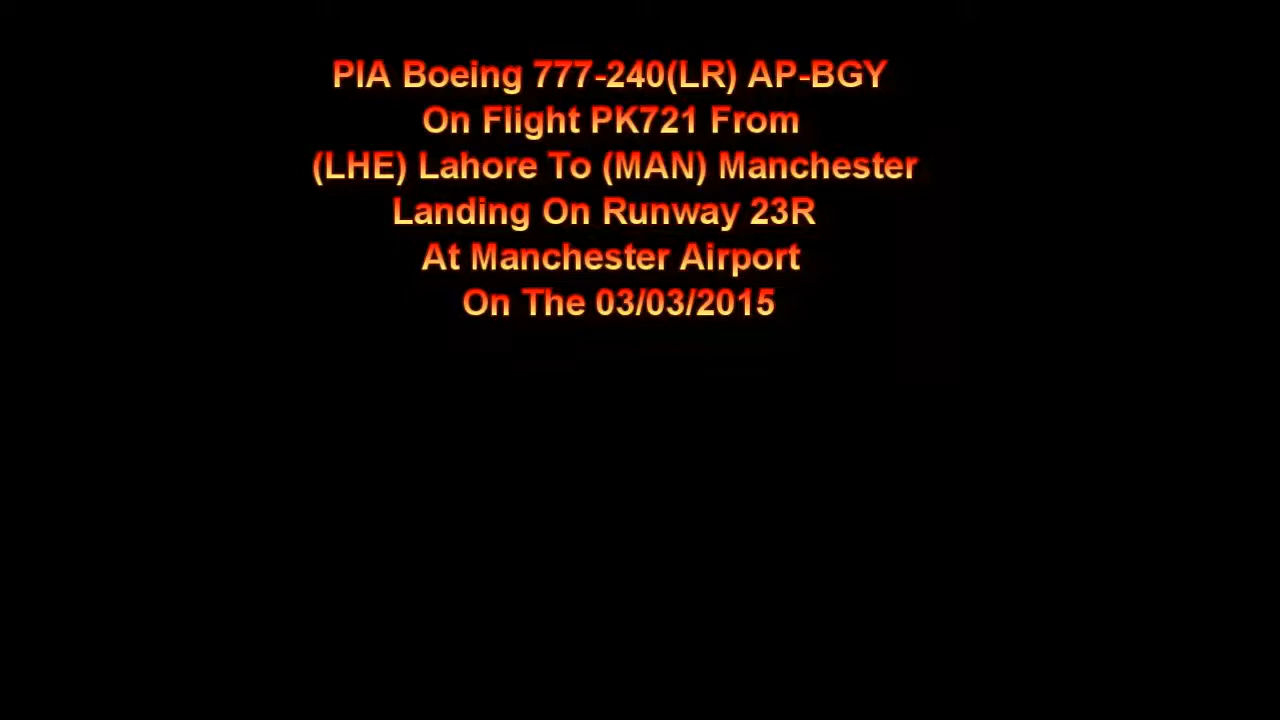 PIA Boeing 777-240(LR) AP-BGY
On Flight PK721 From
(LHE) Lahore To (MAN) Manchester
Landing On Runway 23R
At Manchester Airport
On The 03/03/2015